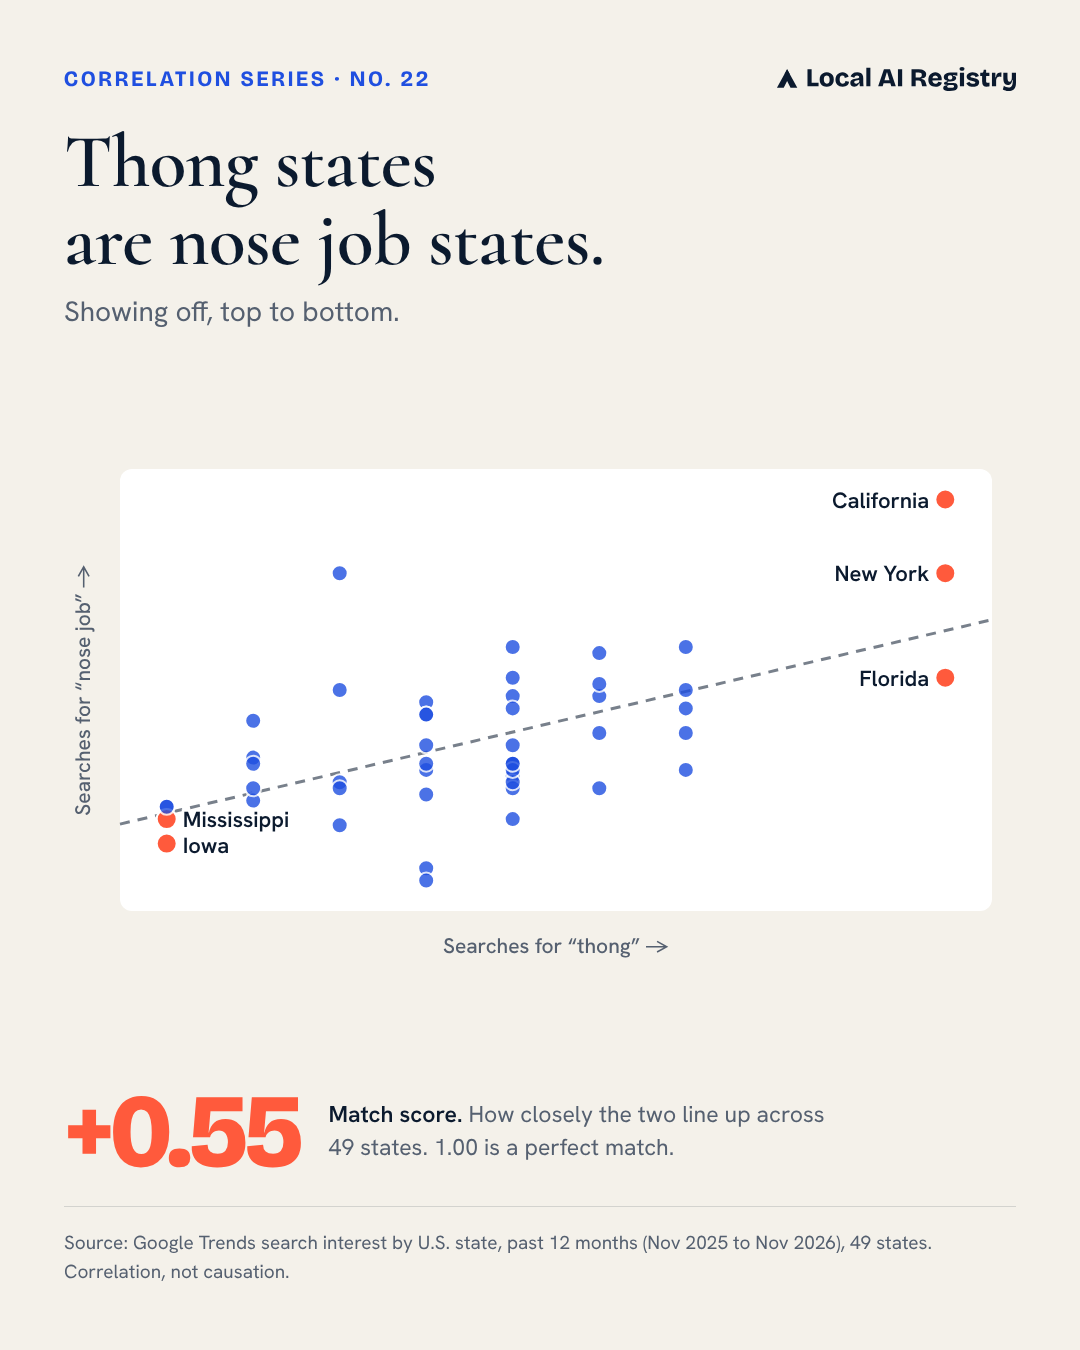 CORRELATION SERIES · NO. 22
Local AI Registry
Thong states
are nose job states.
Showing off, top to bottom.
California
New York
Florida
Mississippi
Iowa
Searches for “nose job” →
Searches for “thong” →
+0.55
Match score. How closely the two line up across
49 states. 1.00 is a perfect match.
Source: Google Trends search interest by U.S. state, past 12 months (Nov 2025 to Nov 2026), 49 states.
Correlation, not causation.